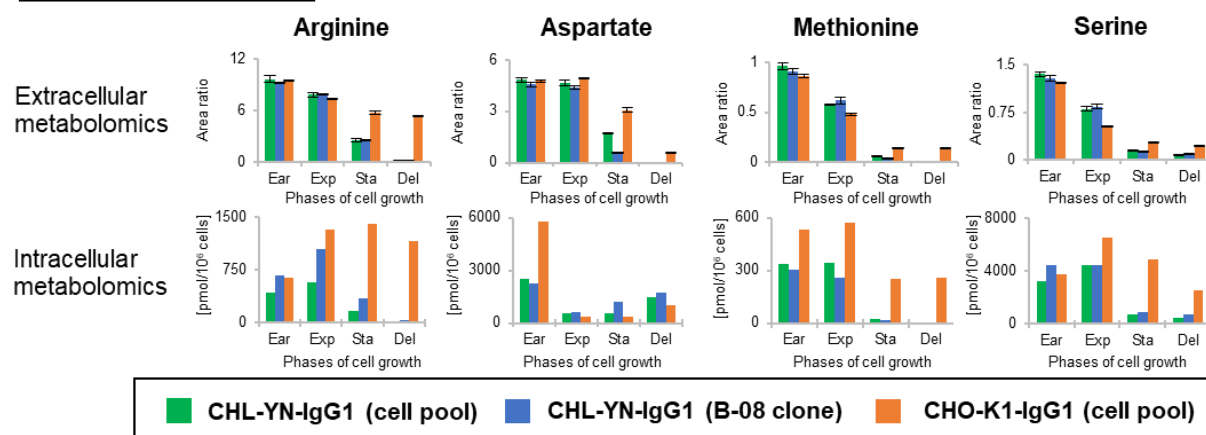 Arginine Aspartate Methionine Serine
Extracellular
metabolomics
Area ratio
12
6
0
Ear Exp Sta Del
Phases of cell growth
Area ratio
6
3
0
Ear Exp Sta Del
Phases of cell growth
Area ratio
1
0.5
0
Ear Exp Sta Del
Phases of cell growth
Area ratio
1.5
0.75
0
Ear Exp Sta Del
Phases of cell growth
Intracellular
metabolomics
[pmol/10⁶ cells]
1500
750
0
Ear Exp Sta Del
Phases of cell growth
[pmol/10⁶ cells]
6000
3000
0
Ear Exp Sta Del
Phases of cell growth
[pmol/10⁶ cells]
600
300
0
Ear Exp Sta Del
Phases of cell growth
[pmol/10⁶ cells]
8000
4000
0
Ear Exp Sta Del
Phases of cell growth
CHL-YN-IgG1 (cell pool) CHL-YN-IgG1 (B-08 clone) CHO-K1-IgG1 (cell pool)